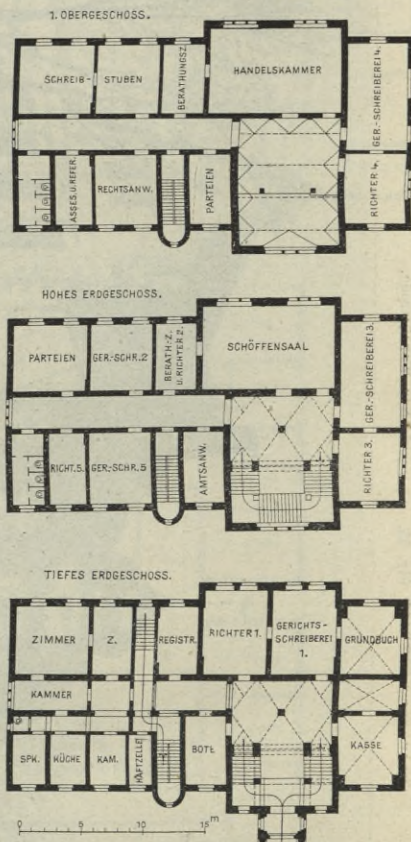 1. OBERGESCHOSS.
SCHREIB- STUBEN
BERATHUNGSZ.
HANDELSKAMMER
GER.-SCHREIBEREI 4.
ASSES. U. REFER.
RECHTSANW.
PARTEIEN
RICHTER 4.
HOHES ERDGESCHOSS.
PARTEIEN
GER.-SCHR. 2
BERATH.-Z.
U. RICHTER 2.
SCHÖFFENSAAL
GER.-SCHREIBEREI 3.
RICHT. 5.
GER.-SCHR. 5
AMTSANW.
RICHTER 3.
TIEFES ERDGESCHOSS.
ZIMMER
Z.
REGISTR.
RICHTER 1.
GERICHTS-
SCHREIBEREI
1.
GRUNDBUCH
KAMMER
SPK.
KÜCHE
KAM.
HAFTZELLE
BOTE
KASSE
0 5 10 15 m